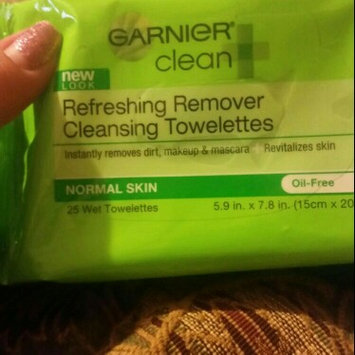 GARNIER
clean+
new
LOOK
Refreshing Remover
Cleansing Towelettes
Instantly removes dirt, makeup & mascara Revitalizes skin
NORMAL SKIN Oil-Free
25 Wet Towelettes 5.9 in. x 7.8 in. (15cm x 20